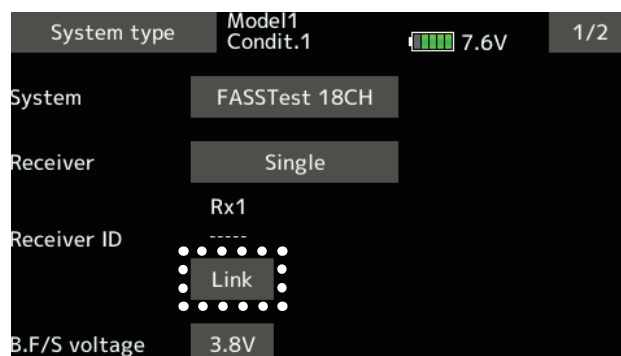 System type
Model1
Condit.1
7.6V
1/2
System
FASSTest 18CH
Receiver
Single
Rx1
Receiver ID
-----
Link
B.F/S voltage
3.8V